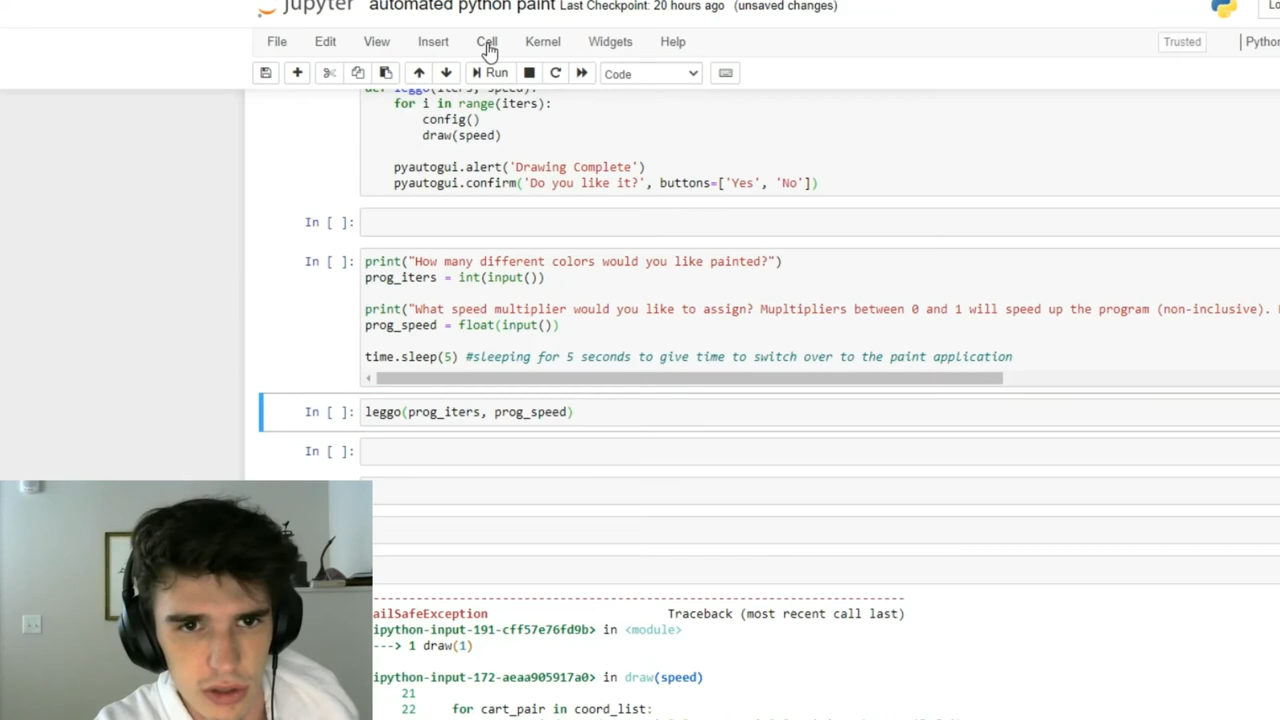 jupyter automated python paint Last Checkpoint: 20 hours ago (unsaved changes)
File Edit View Insert Cell Kernel Widgets Help Trusted Python
Run Code
def leggo(iters, speed):
for i in range(iters):
config()
draw(speed)
pyautogui.alert('Drawing Complete')
pyautogui.confirm('Do you like it?', buttons=['Yes', 'No'])
In [ ]:
In [ ]: print("How many different colors would you like painted?")
prog_iters = int(input())
print("What speed multiplier would you like to assign? Mupltipliers between 0 and 1 will speed up the program (non-inclusive).
prog_speed = float(input())
time.sleep(5) #sleeping for 5 seconds to give time to switch over to the paint application
In [ ]: leggo(prog_iters, prog_speed)
In [ ]:
ailSafeException Traceback (most recent call last)
ipython-input-191-cff57e76fd9b> in <module>
---> 1 draw(1)
ipython-input-172-aeaa905917a0> in draw(speed)
21
22 for cart_pair in coord_list: